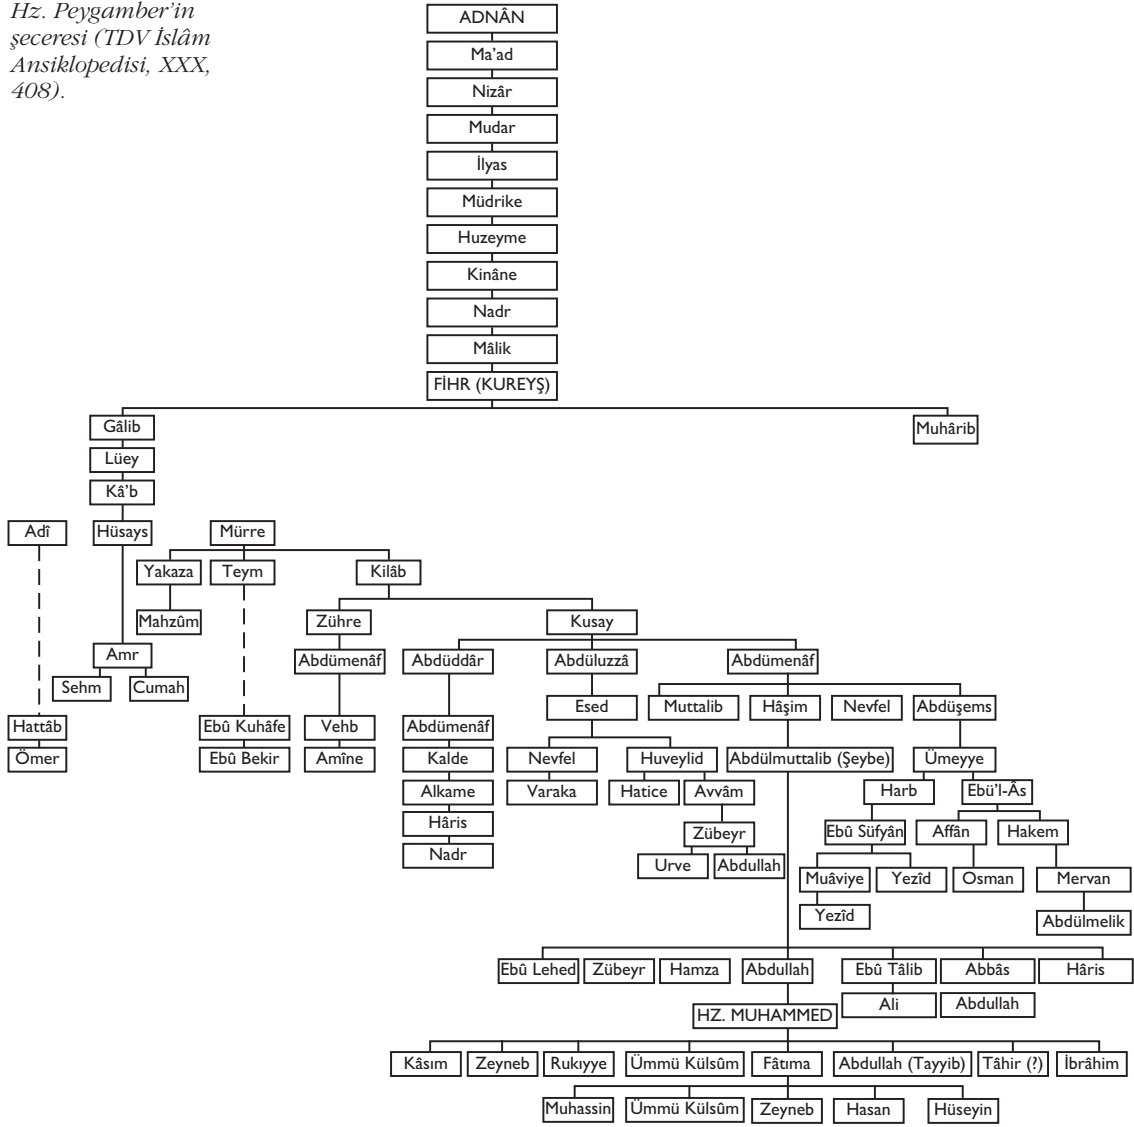 Hz. Peygamber'in
şeceresi (TDV İslâm
Ansiklopedisi, XXX,
408).
ADNÂN
Ma'ad
Nizâr
Mudar
İlyas
Müdrike
Huzeyme
Kinâne
Nadr
Mâlik
FİHR (KUREYŞ)
Gâlib
Muhârib
Lüey
Kâ'b
Adî
Hüsays
Mürre
Yakaza
Teym
Kilâb
Mahzûm
Zühre
Kusay
Amr
Abdümenâf
Abdüddâr
Abdüluzzâ
Abdümenâf
Sehm
Cumah
Esed
Muttalib
Hâşim
Nevfel
Abdüşems
Hattâb
Ebû Kuhâfe
Vehb
Abdümenâf
Ömer
Ebû Bekir
Amîne
Kalde
Nevfel
Huveylid
Abdülmuttalib (Şeybe)
Ümeyye
Alkame
Varaka
Hatice
Avvâm
Harb
Ebü'l-Âs
Hâris
Zübeyr
Ebû Süfyân
Affân
Hakem
Nadr
Urve
Abdullah
Muâviye
Yezîd
Osman
Mervan
Yezîd
Abdülmelik
Ebû Lehed
Zübeyr
Hamza
Abdullah
Ebû Tâlib
Abbâs
Hâris
Ali
Abdullah
HZ. MUHAMMED
Kâsım
Zeyneb
Rukıyye
Ümmü Külsûm
Fâtıma
Abdullah (Tayyib)
Tâhir (?)
İbrâhim
Muhassin
Ümmü Külsûm
Zeyneb
Hasan
Hüseyin